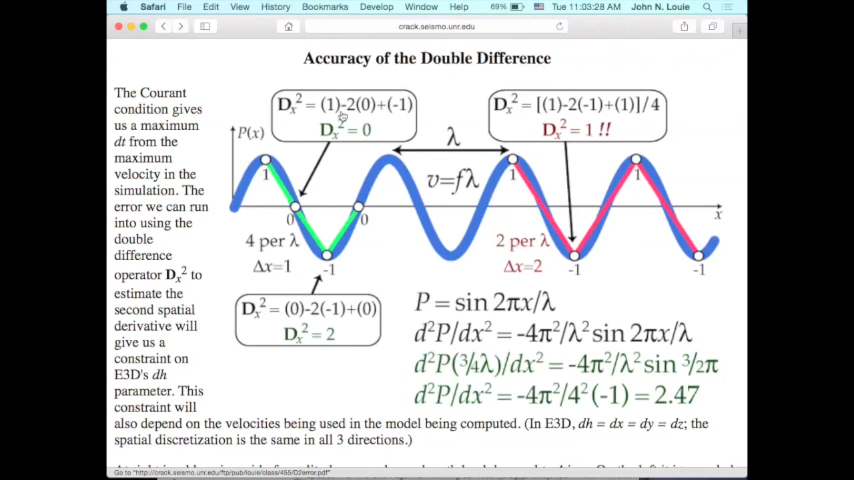 Safari File Edit View History Bookmarks Develop Window Help 69% Tue 11:03:28 AM John N. Louie
crack.seismo.unr.edu
Accuracy of the Double Difference
The Courant
condition gives
us a maximum
dt from the
maximum
velocity in the
simulation. The
error we can run
into using the
double
difference
operator Dₓ² to
estimate the
second spatial
derivative will
give us a
constraint on
E3D's dh
parameter. This
constraint will
also depend on the velocities being used in the model being computed. (In E3D, dh = dx = dy = dz; the
spatial discretization is the same in all 3 directions.)
Dₓ² = (1)-2(0)+(-1)
Dₓ² = 0
Dₓ² = [(1)-2(-1)+(1)]/4
Dₓ² = 1 !!
P(x)
λ
v=fλ
1
1
1
0
0
x
4 per λ
Δx=1
-1
2 per λ
Δx=2
-1
-1
Dₓ² = (0)-2(-1)+(0)
Dₓ² = 2
P = sin 2πx/λ
d²P/dx² = -4π²/λ² sin 2πx/λ
d²P(¾λ)/dx² = -4π²/λ² sin ³/₂π
d²P/dx² = -4π²/4² (-1) = 2.47
Go to "http://crack.seismo.unr.edu/ftp/pub/louie/class/455/D2error.pdf"